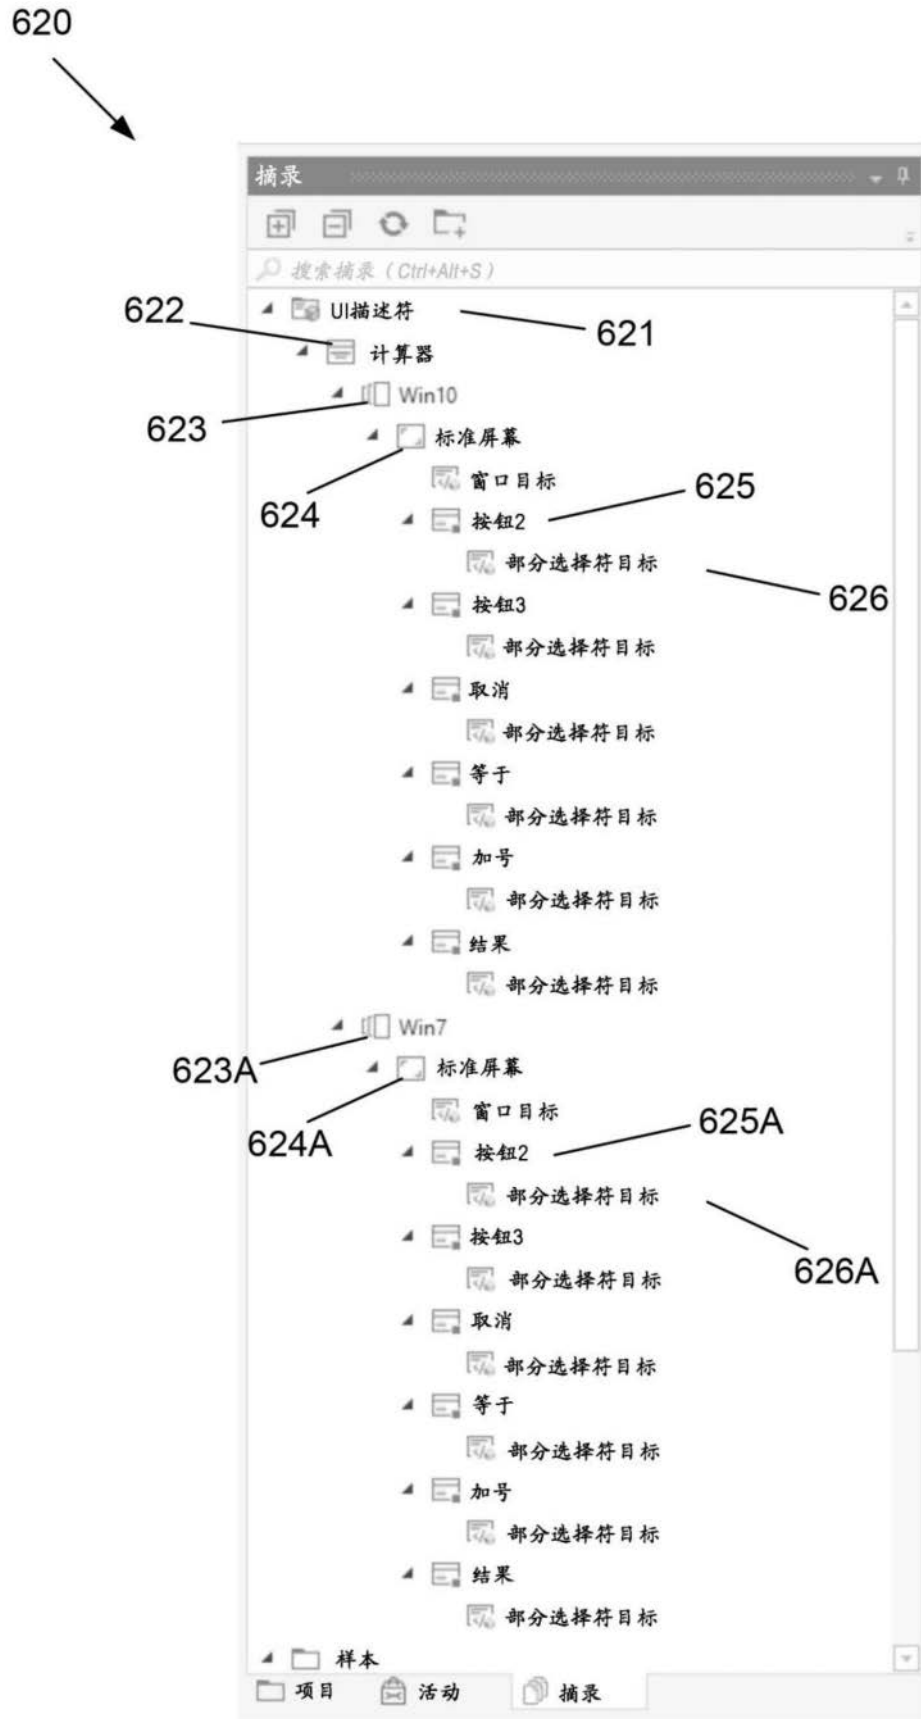 620
摘录
搜索摘录（Ctrl+Alt+S）
622 UI描述符 621
计算器
623 Win10
标准屏幕
624 窗口目标 625
按钮2
部分选择符目标 626
按钮3
部分选择符目标
取消
部分选择符目标
等于
部分选择符目标
加号
部分选择符目标
结果
部分选择符目标
Win7
623A 标准屏幕
窗口目标 625A
624A 按钮2
部分选择符目标
按钮3
部分选择符目标 626A
取消
部分选择符目标
等于
部分选择符目标
加号
部分选择符目标
结果
部分选择符目标
样本
项目 活动 摘录